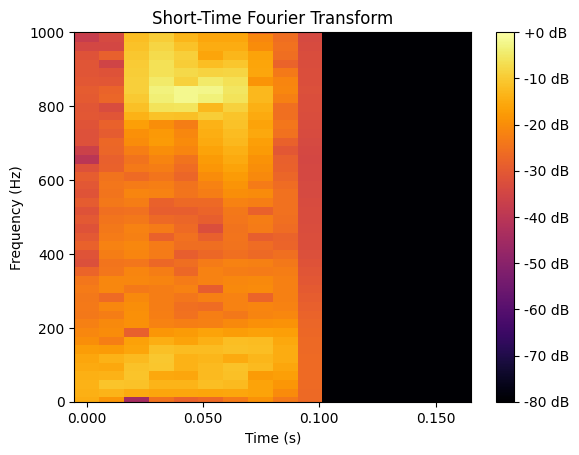 Short-Time Fourier Transform
1000
800
600
400
200
0
Frequency (Hz)
0.000
0.050
0.100
0.150
Time (s)
+0 dB
-10 dB
-20 dB
-30 dB
-40 dB
-50 dB
-60 dB
-70 dB
-80 dB